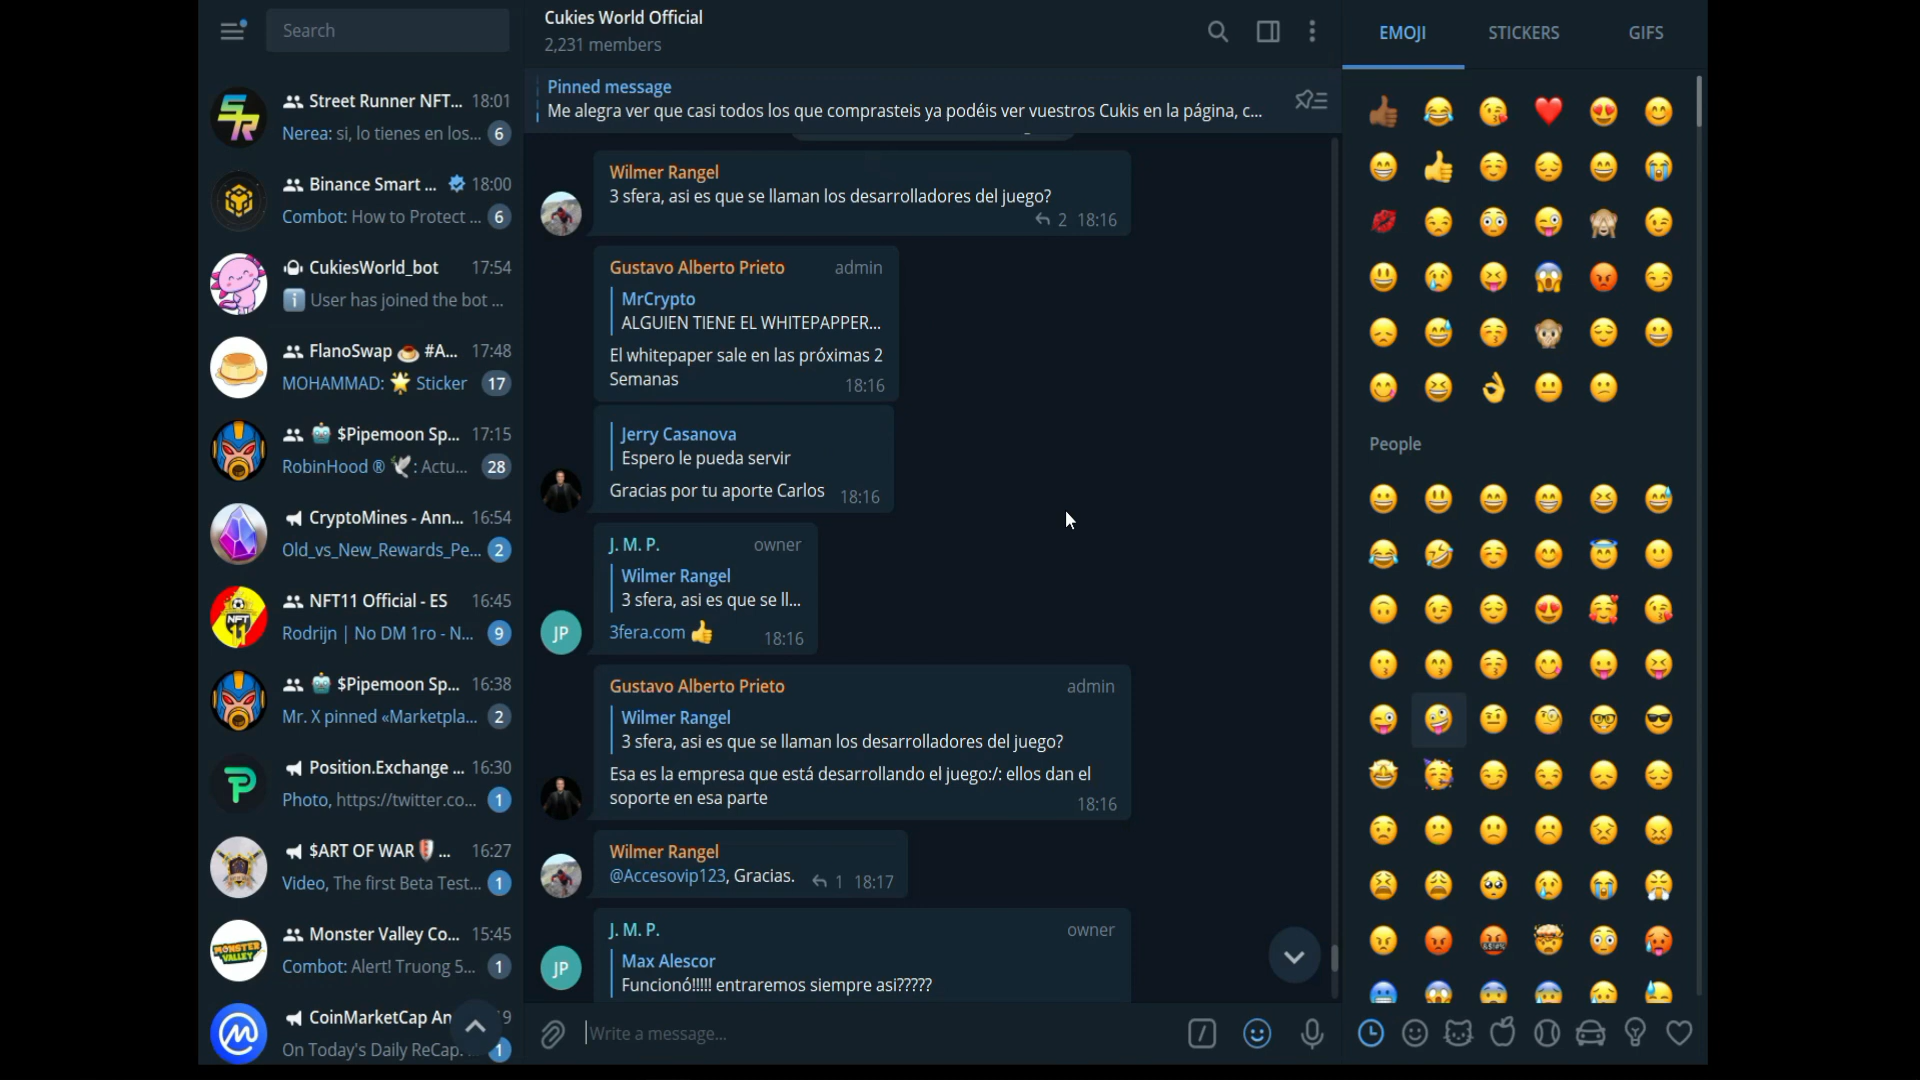 Search
Street Runner NFT... 18:01
Nerea: si, lo tienes en los... 6
Binance Smart ... 18:00
Combot: How to Protect ... 6
CukiesWorld_bot 17:54
User has joined the bot ...
FlanoSwap 🍮 #A... 17:48
MOHAMMAD: 🌟 Sticker 17
🤖 $Pipemoon Sp... 17:15
RobinHood ® 🕊: Actu... 28
CryptoMines - Ann... 16:54
Old_vs_New_Rewards_Pe... 2
NFT11 Official - ES 16:45
Rodrijn | No DM 1ro - N... 9
🤖 $Pipemoon Sp... 16:38
Mr. X pinned «Marketpla... 2
Position.Exchange ... 16:30
Photo, https://twitter.co... 1
$ART OF WAR ... 16:27
Video, The first Beta Test... 1
Monster Valley Co... 15:45
Combot: Alert! Truong 5... 1
CoinMarketCap An
On Today's Daily ReCap. 1
SR
NFT 11
MONSTER VALLEY
Cukies World Official
2,231 members
Pinned message
Me alegra ver que casi todos los que comprasteis ya podéis ver vuestros Cukis en la página, c...
Wilmer Rangel
3 sfera, asi es que se llaman los desarrolladores del juego?
2 18:16
Gustavo Alberto Prieto admin
MrCrypto
ALGUIEN TIENE EL WHITEPAPPER...
El whitepaper sale en las próximas 2
Semanas 18:16
Jerry Casanova
Espero le pueda servir
Gracias por tu aporte Carlos 18:16
J. M. P. owner
Wilmer Rangel
3 sfera, asi es que se ll...
3fera.com 👍 18:16
JP
Gustavo Alberto Prieto admin
Wilmer Rangel
3 sfera, asi es que se llaman los desarrolladores del juego?
Esa es la empresa que está desarrollando el juego:/: ellos dan el
soporte en esa parte 18:16
Wilmer Rangel
@Accesovip123, Gracias. 1 18:17
J. M. P. owner
Max Alescor
Funcionó!!!!! entraremos siempre asi?????
JP
Write a message...
EMOJI STICKERS GIFS
People